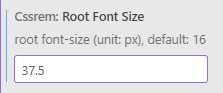 Cssrem: Root Font Size
root font-size (unit: px), default: 16
37.5